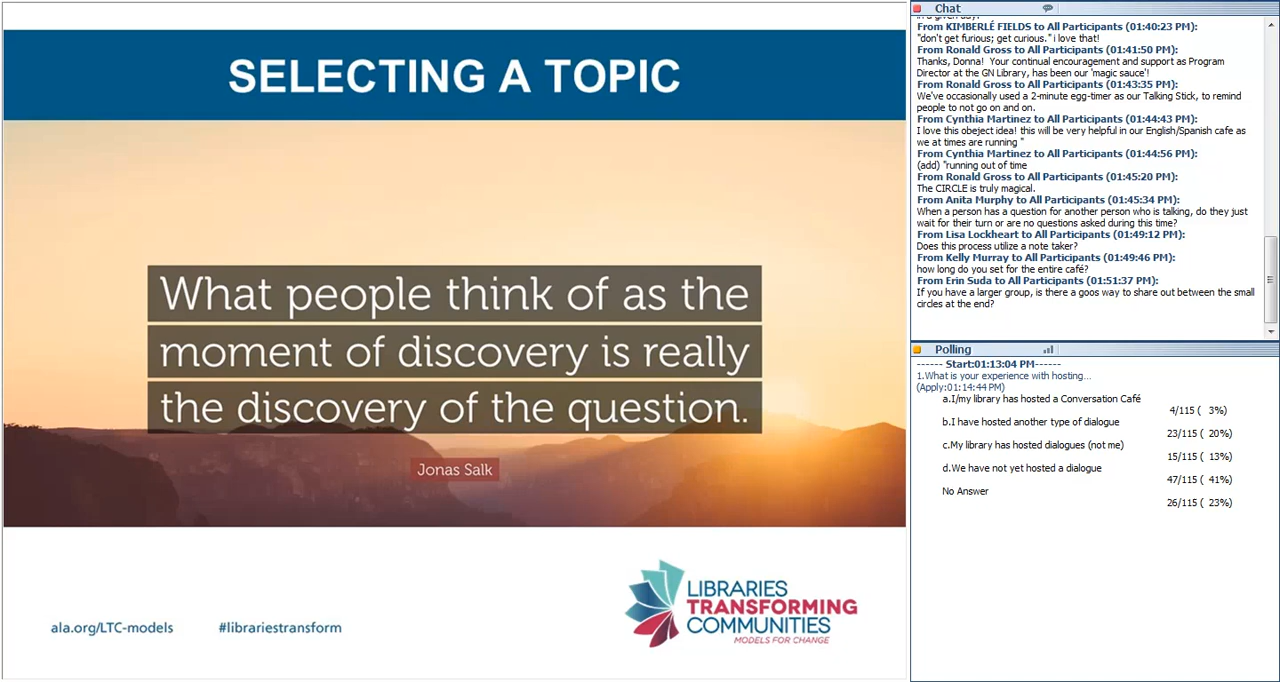 SELECTING A TOPIC
What people think of as the
moment of discovery is really
the discovery of the question.
Jonas Salk
ala.org/LTC-models
#librariestransform
LIBRARIES
TRANSFORMING
COMMUNITIES
MODELS FOR CHANGE
Chat
From KIMBERLÉ FIELDS to All Participants (01:40:23 PM):
"don't get furious; get curious." i love that!
From Ronald Gross to All Participants (01:41:50 PM):
Thanks, Donna!  Your continual encouragement and support as Program
Director at the GN Library, has been our 'magic sauce'!
From Ronald Gross to All Participants (01:43:35 PM):
We've occasionally used a 2-minute egg-timer as our Talking Stick, to remind
people to not go on and on.
From Cynthia Martinez to All Participants (01:44:43 PM):
I love this obeject idea! this will be very helpful in our English/Spanish cafe as
we at times are running "
From Cynthia Martinez to All Participants (01:44:56 PM):
(add) "running out of time
From Ronald Gross to All Participants (01:45:20 PM):
The CIRCLE is truly magical.
From Anita Murphy to All Participants (01:45:34 PM):
When a person has a question for another person who is talking, do they just
wait for their turn or are no questions asked during this time?
From Lisa Lockheart to All Participants (01:49:12 PM):
Does this process utilize a note taker?
From Kelly Murray to All Participants (01:49:46 PM):
how long do you set for the entire café?
From Erin Suda to All Participants (01:51:37 PM):
If you have a larger group, is there a goos way to share out between the small
circles at the end?
Polling
------ Start:01:13:04 PM------
1.What is your experience with hosting...
(Apply:01:14:44 PM)
a.I/my library has hosted a Conversation Café
4/115 ( 3%)
b.I have hosted another type of dialogue
23/115 ( 20%)
c.My library has hosted dialogues (not me)
15/115 ( 13%)
d.We have not yet hosted a dialogue
47/115 ( 41%)
No Answer
26/115 ( 23%)